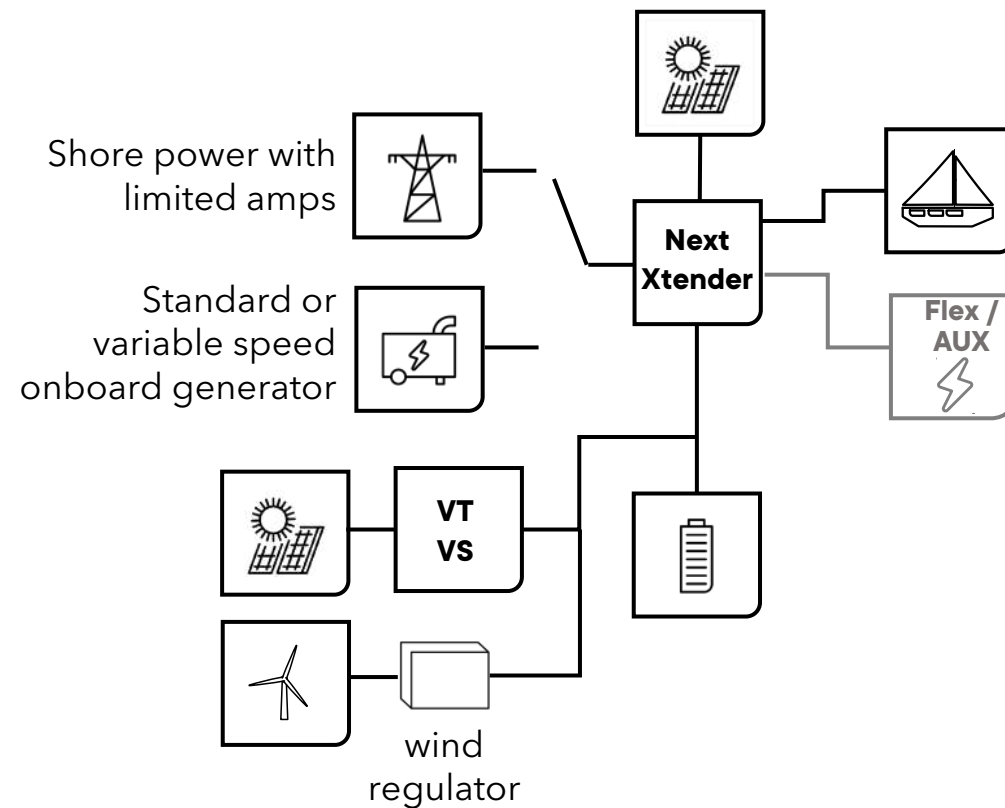 Shore power with
limited amps
Next
Xtender
Standard or
variable speed
onboard generator
Flex /
AUX
VT
VS
wind
regulator